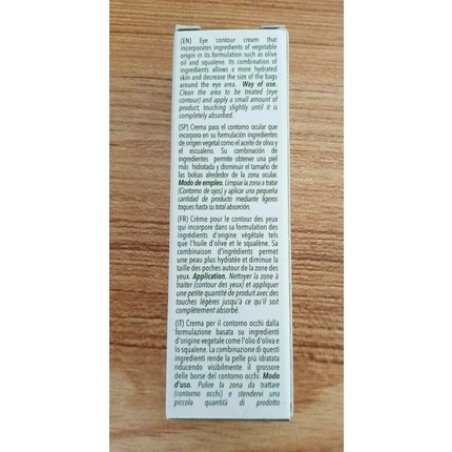 (EN) Eye contour cream that
incorporates ingredients of vegetable
origin in its formulation such as olive
oil and squalene. Its combination of
ingredients allows a more hydrated
skin and decrease the size of the bags
around the eye area. Way of use.
Clean the area to be treated (eye
contour) and apply a small amount of
product, touching slightly until it is
completely absorbed.
(SP) Crema para el contorno ocular que
incorpora en su formulación ingredientes
de origen vegetal como el aceite de oliva y
el escualeno. Su combinación de
ingredientes permite obtener una piel
más hidratada y disminuir el tamaño de
las bolsas alrededor de la zona ocular.
Modo de empleo. Limpiar la zona a tratar
(Contorno de ojos) y aplicar una pequeña
cantidad de producto mediante ligeros
toques hasta su total absorción.
(FR) Crème pour le contour des yeux
qui incorpore dans sa formulation des
ingrédients d'origine végétale tels
que l'huile d'olive et le squalène. Sa
combinaison d'ingrédients permet
une peau plus hydratée et diminue la
taille des poches autour de la zone des
yeux. Application. Nettoyer la zone à
traiter (contour des yeux) et appliquer
une petite quantité de produit avec des
touches légères jusqu'à ce qu'il soit
complètement absorbé.
(IT) Crema per il contorno occhi dalla
formulazione basata su ingredienti
d'origine vegetale come l'olio d'oliva e
lo squalene. La combinazione di questi
ingredienti rende la pelle più idratata
riducendo visibilmente il grossore
delle borse del contorno occhi. Modo
d'uso. Pulire la zona da trattare
(contorno occhi) e stendervi una
piccola quantità di prodotto